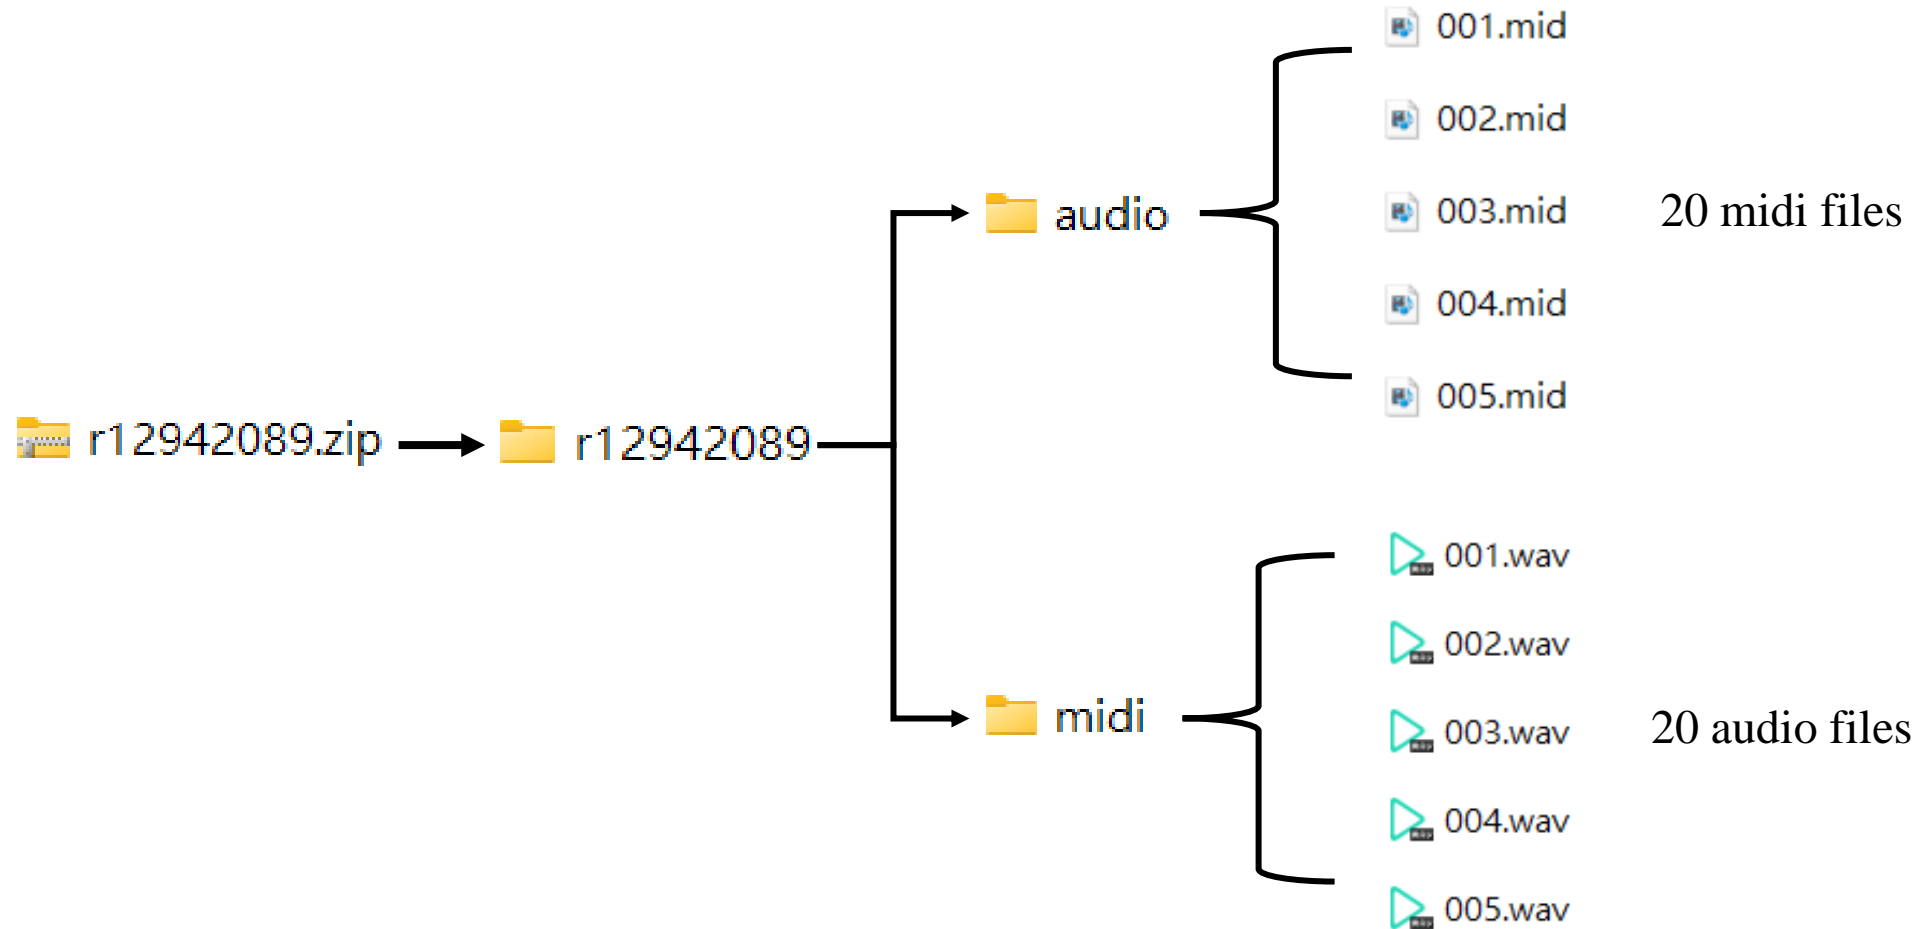 r12942089.zip
r12942089
audio
001.mid
002.mid
003.mid
004.mid
005.mid
20 midi files
midi
001.wav
002.wav
003.wav
004.wav
005.wav
20 audio files